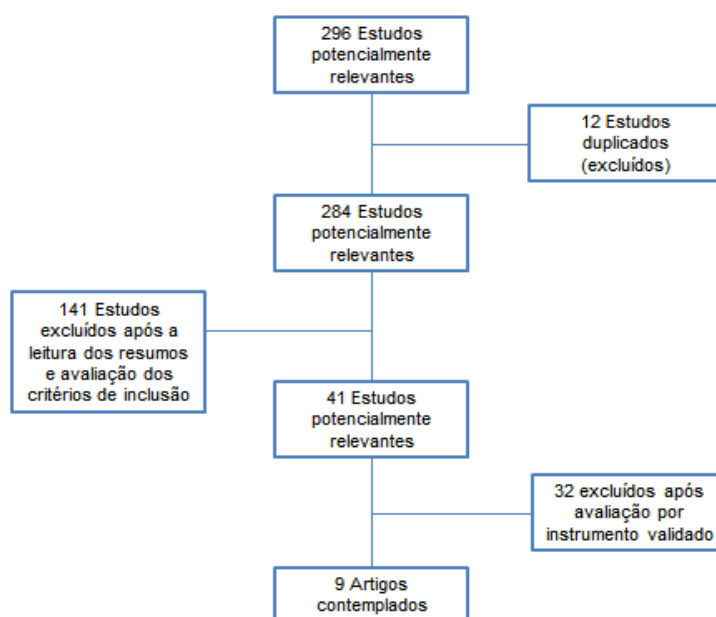 296 Estudos
potencialmente
relevantes
12 Estudos
duplicados
(excluídos)
284 Estudos
potencialmente
relevantes
141 Estudos
excluídos após a
leitura dos resumos
e avaliação dos
critérios de inclusão
41 Estudos
potencialmente
relevantes
32 excluídos após
avaliação por
instrumento validado
9 Artigos
contemplados